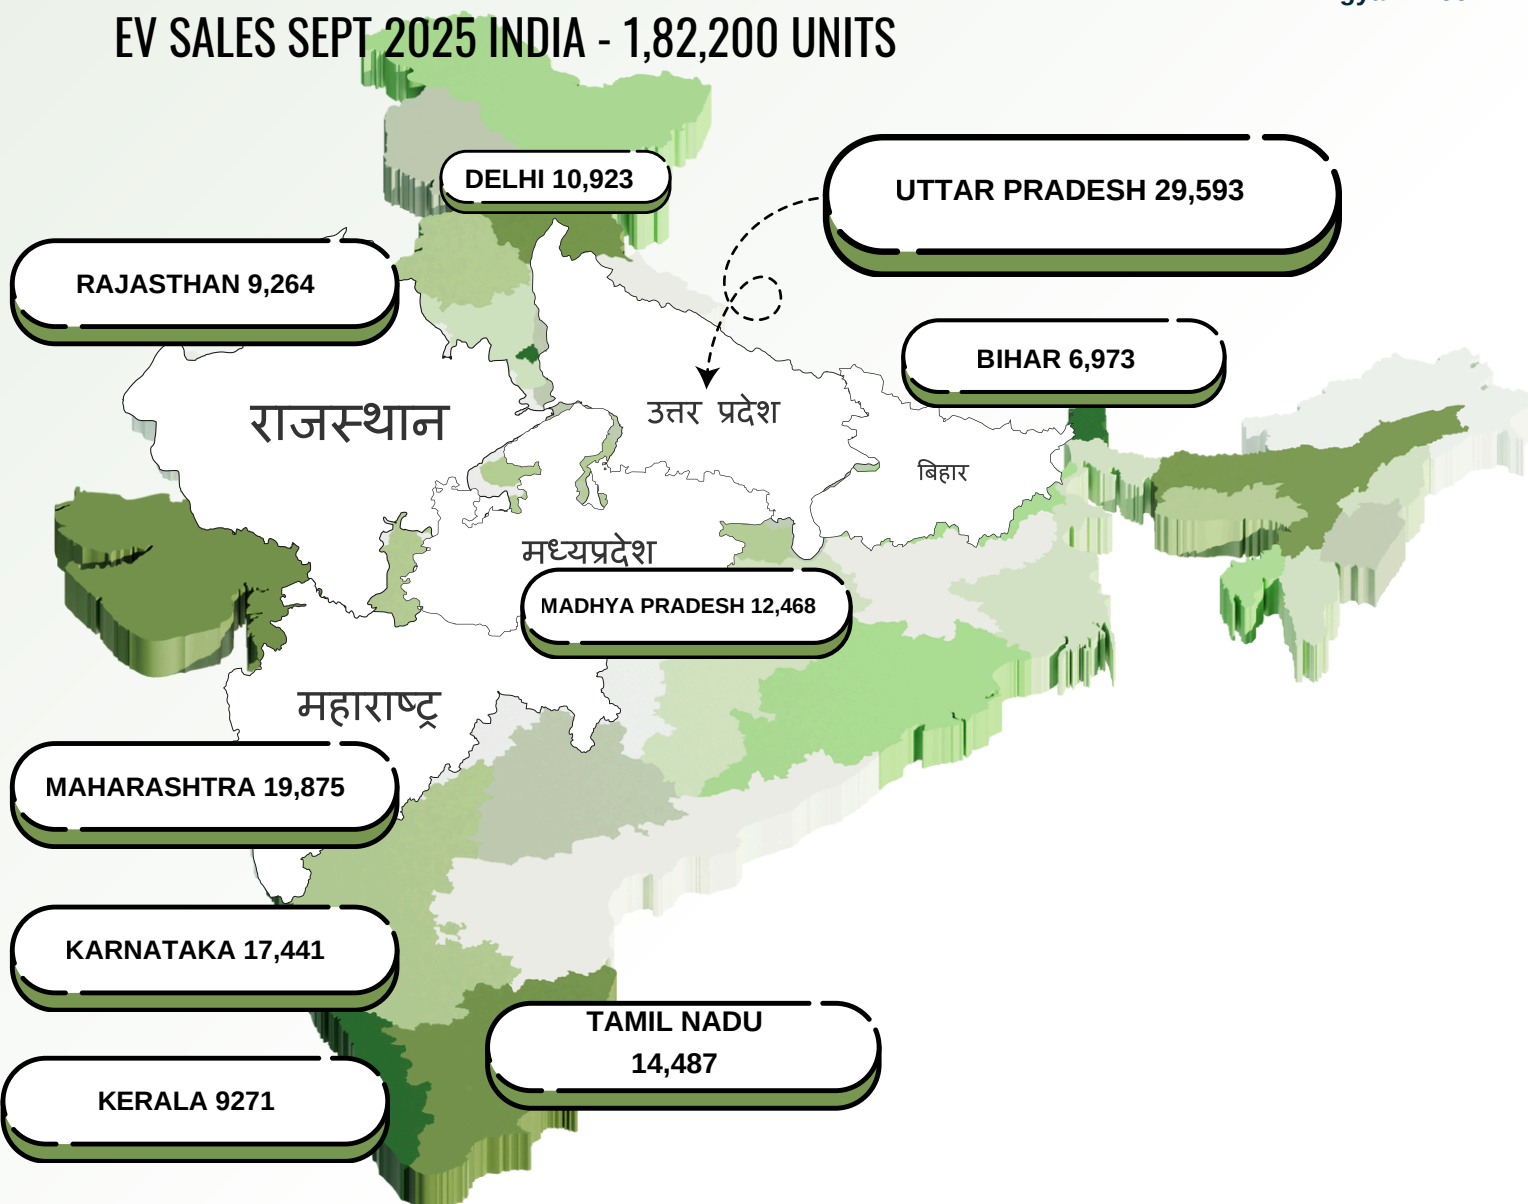 EV SALES SEPT 2025 INDIA - 1,82,200 UNITS
DELHI 10,923
UTTAR PRADESH 29,593
RAJASTHAN 9,264
BIHAR 6,973
राजस्थान
उत्तर प्रदेश
बिहार
मध्यप्रदेश
MADHYA PRADESH 12,468
महाराष्ट्र
MAHARASHTRA 19,875
KARNATAKA 17,441
TAMIL NADU
14,487
KERALA 9271